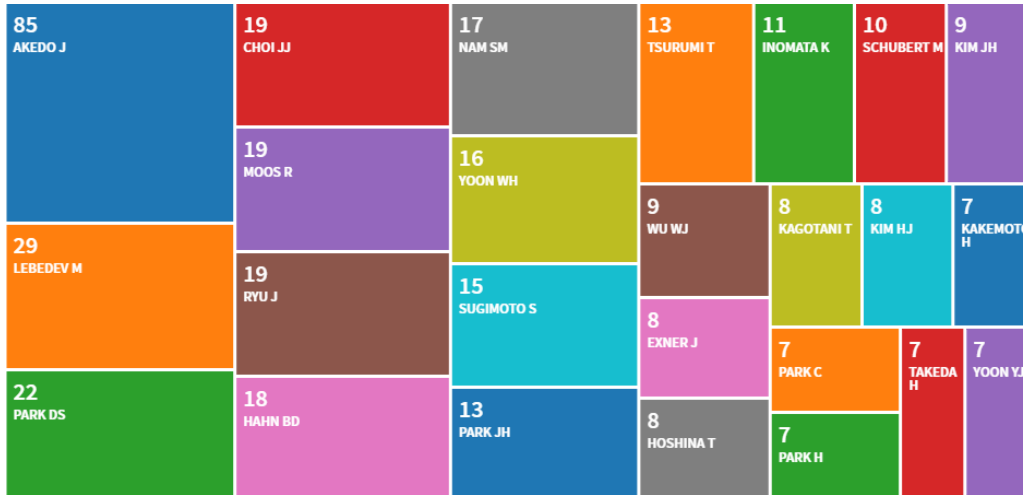 85
AKEDO J
29
LEBEDEV M
22
PARK DS
19
CHOI JJ
19
MOOS R
19
RYU J
18
HAHN BD
17
NAM SM
16
YOON WH
15
SUGIMOTO S
13
PARK JH
13
TSURUMI T
11
INOMATA K
10
SCHUBERT M
9
KIM JH
9
WU WJ
8
EXNER J
8
HOSHINA T
8
KAGOTANI T
8
KIM HJ
7
KAKEMOTO
H
7
PARK C
7
PARK H
7
TAKEDA
H
7
YOON YJ